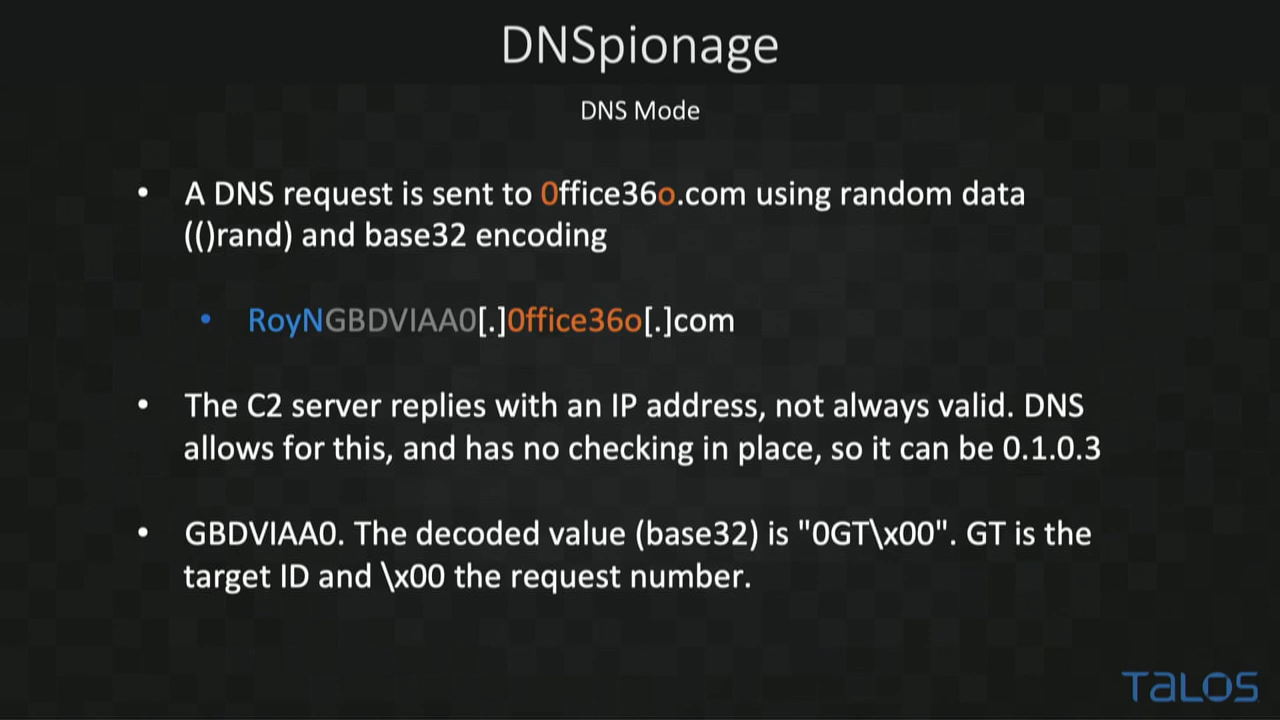 DNSpionage
DNS Mode
• A DNS request is sent to 0ffice36o.com using random data
(()rand) and base32 encoding
• RoyNGBDVIAA0[.]0ffice36o[.]com
• The C2 server replies with an IP address, not always valid. DNS
allows for this, and has no checking in place, so it can be 0.1.0.3
• GBDVIAA0. The decoded value (base32) is "0GT\x00". GT is the
target ID and \x00 the request number.
TALOS